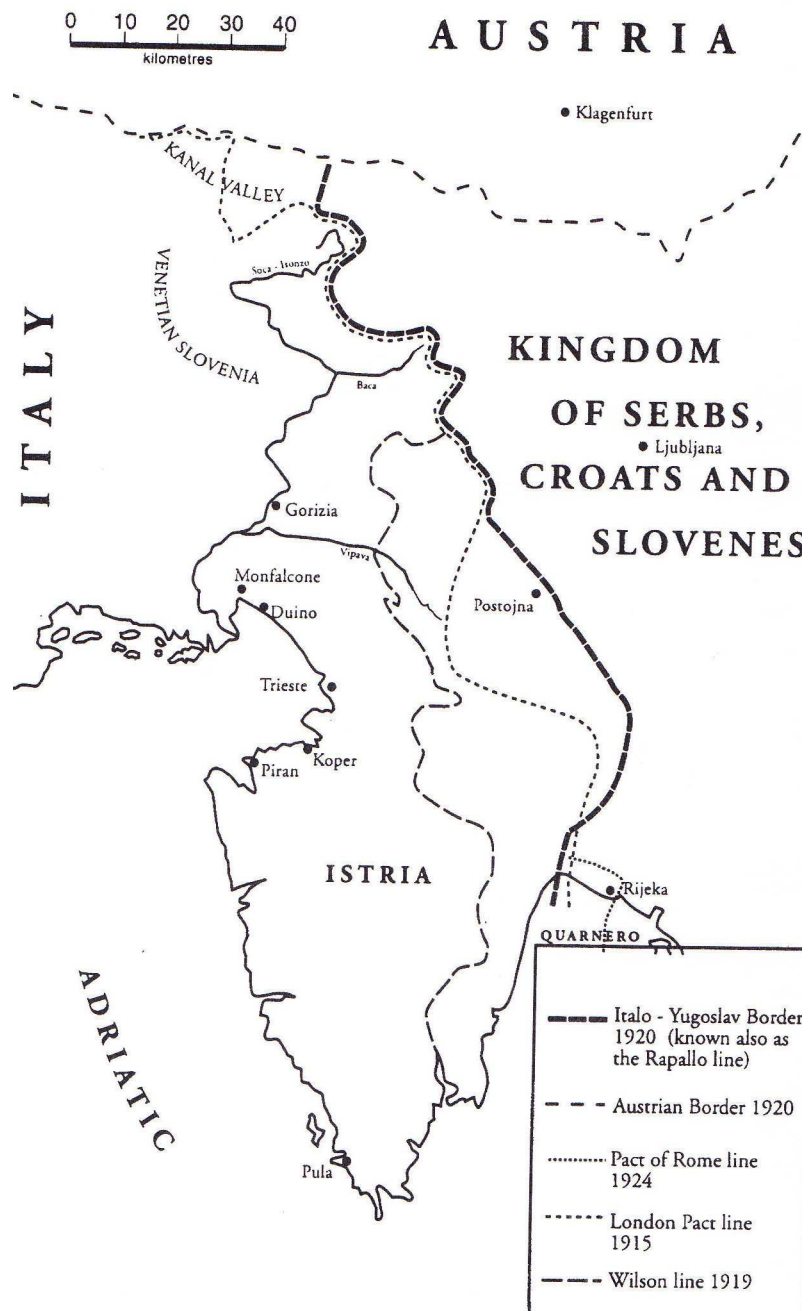 0 10 20 30 40
kilometres
AUSTRIA
Klagenfurt
KANAL VALLEY
Soca - Isonzo
VENETIAN SLOVENIA
ITALY
KINGDOM
OF SERBS,
Ljubljana
CROATS AND
SLOVENES
Baca
Gorizia
Vipava
Monfalcone
Duino
Postojna
Trieste
Koper
Piran
ISTRIA
Rijeka
QUARNERO
ADRIATIC
Pula
Italo - Yugoslav Border
1920 (known also as
the Rapallo line)
Austrian Border 1920
Pact of Rome line
1924
London Pact line
1915
Wilson line 1919